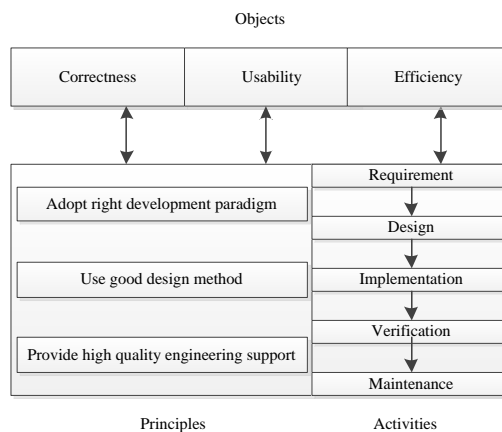 Objects
Correctness
Usability
Efficiency
Adopt right development paradigm
Use good design method
Provide high quality engineering support
Requirement
Design
Implementation
Verification
Maintenance
Principles
Activities